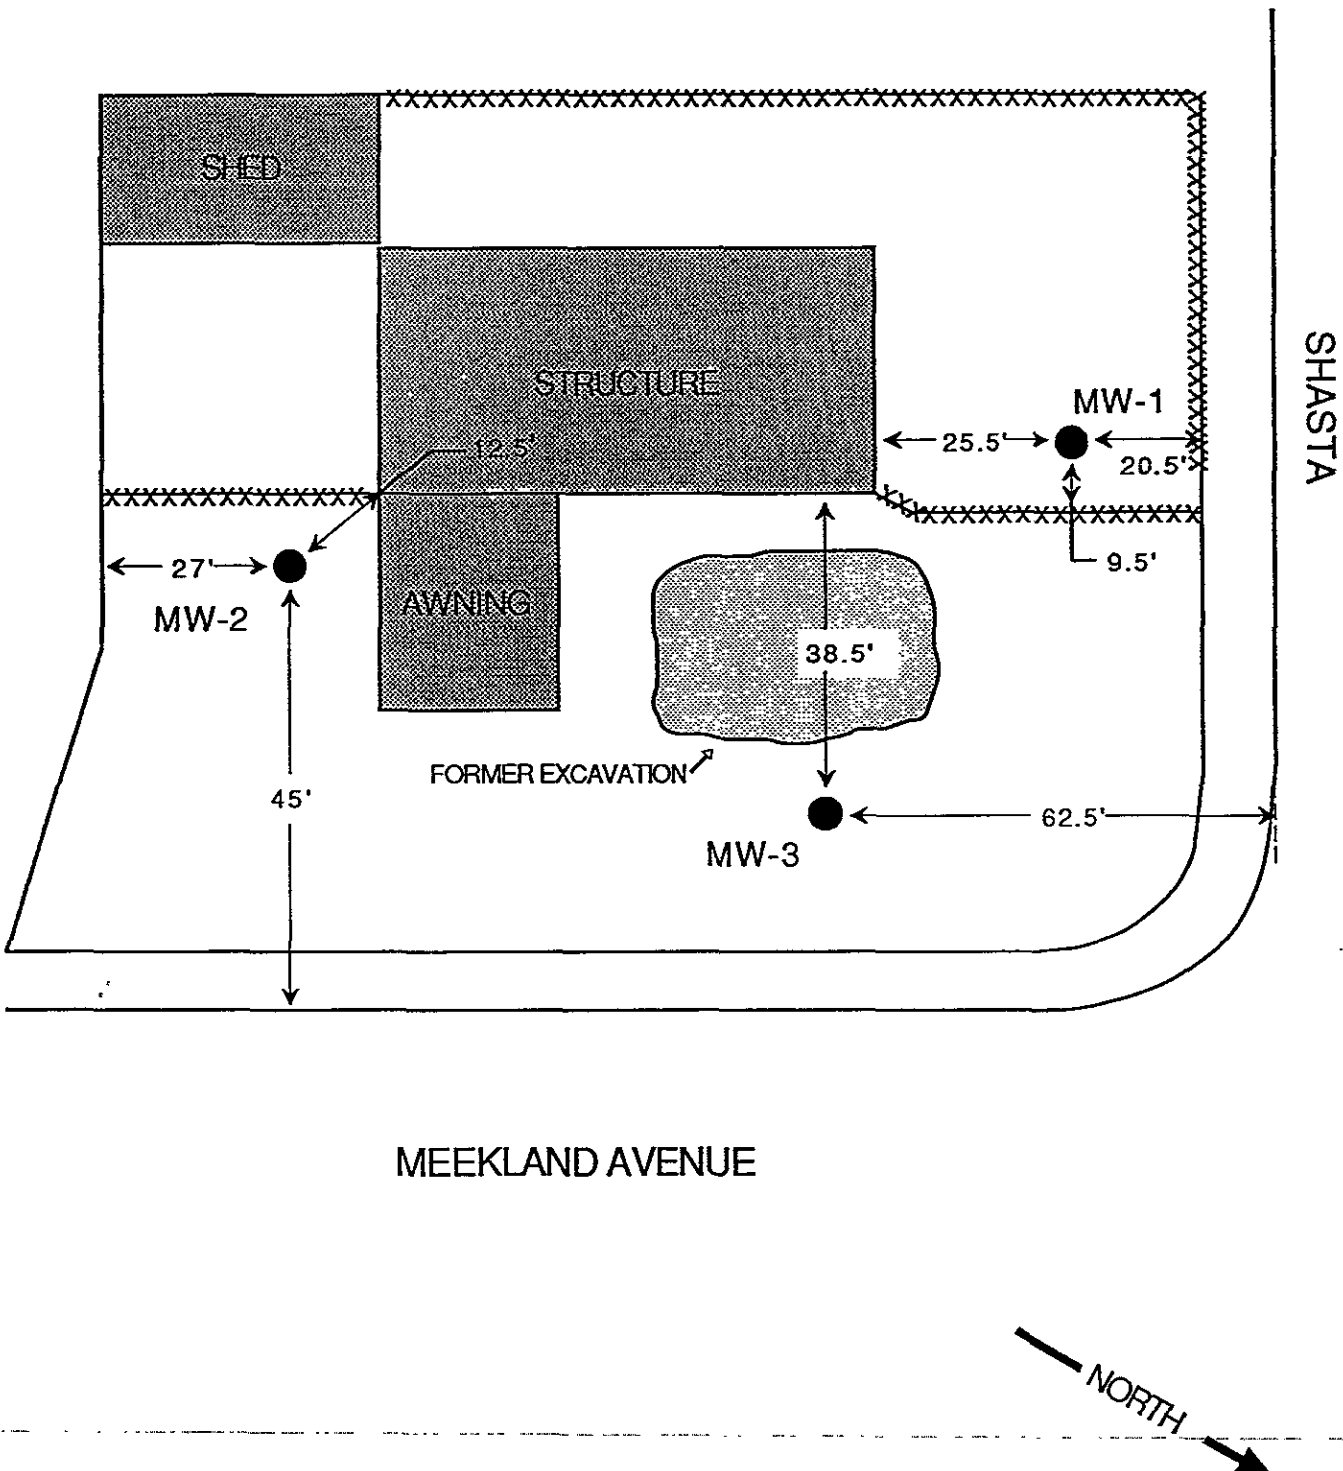 SHED
STRUCTURE
SHASTA
MW-1
25.5'
20.5'
12.5'
9.5'
27'
MW-2
AWNING
38.5'
FORMER EXCAVATION
45'
62.5'
MW-3
MEEKLAND AVENUE
NORTH